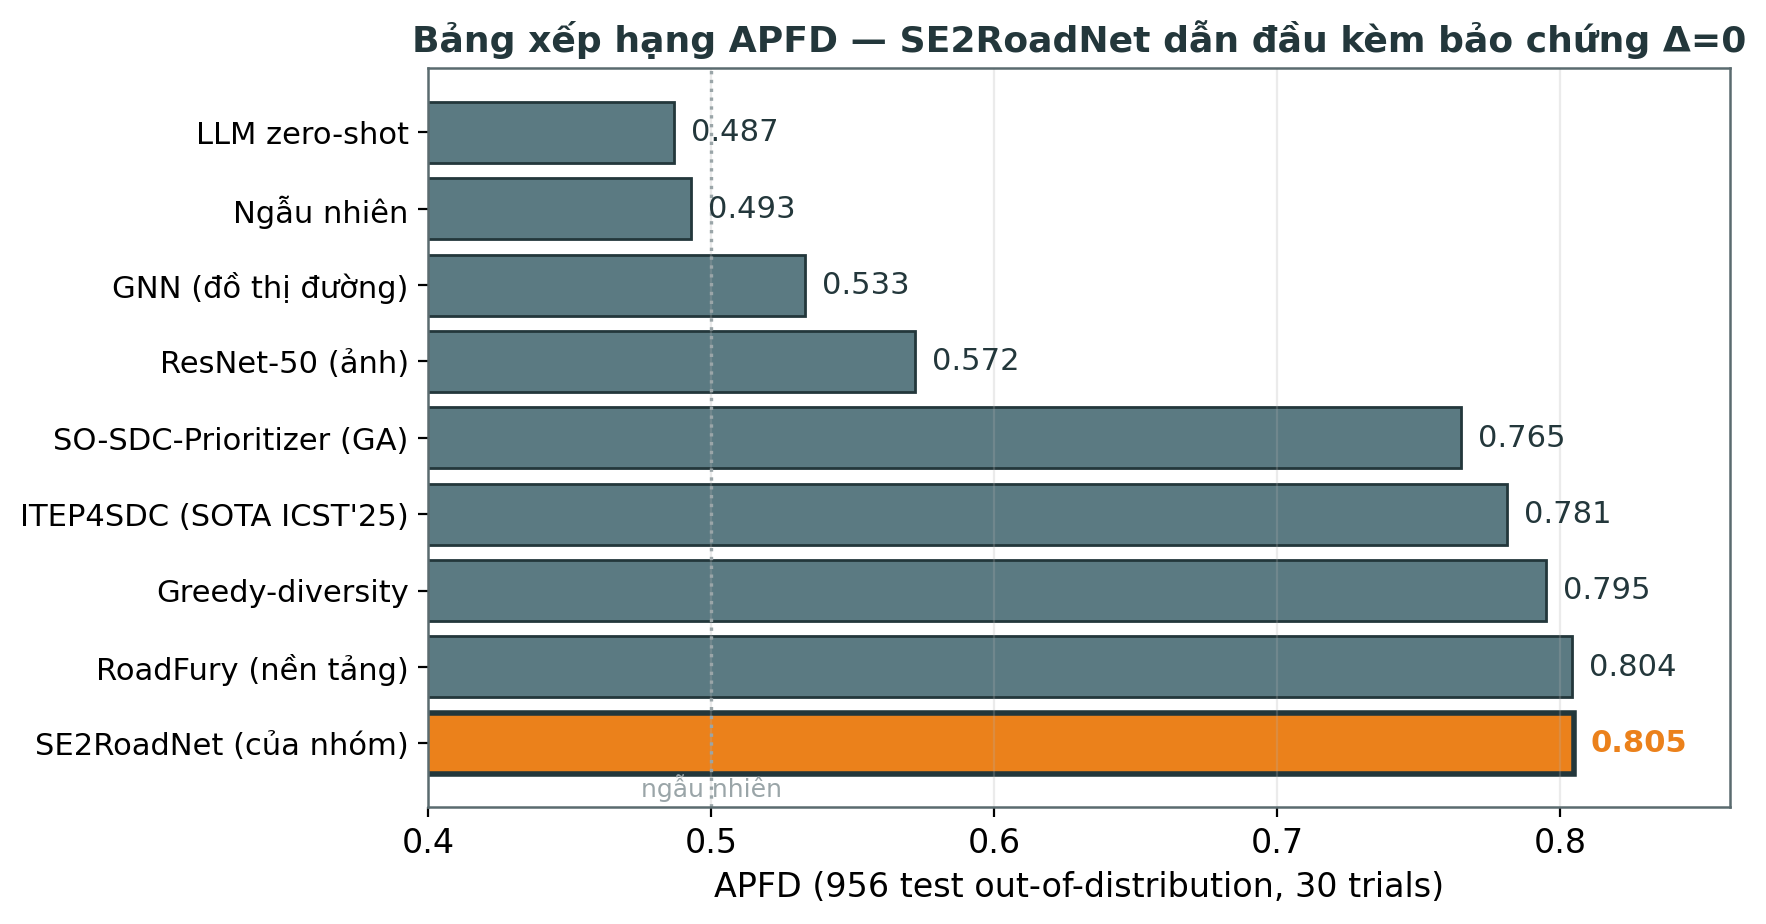 Bảng xếp hạng APFD — SE2RoadNet dẫn đầu kèm bảo chứng Δ=0
LLM zero-shot 0.487
Ngẫu nhiên 0.493
GNN (đồ thị đường) 0.533
ResNet-50 (ảnh) 0.572
SO-SDC-Prioritizer (GA) 0.765
ITEP4SDC (SOTA ICST'25) 0.781
Greedy-diversity 0.795
RoadFury (nền tảng) 0.804
SE2RoadNet (của nhóm) 0.805
ngẫu nhiên
0.4 0.5 0.6 0.7 0.8
APFD (956 test out-of-distribution, 30 trials)